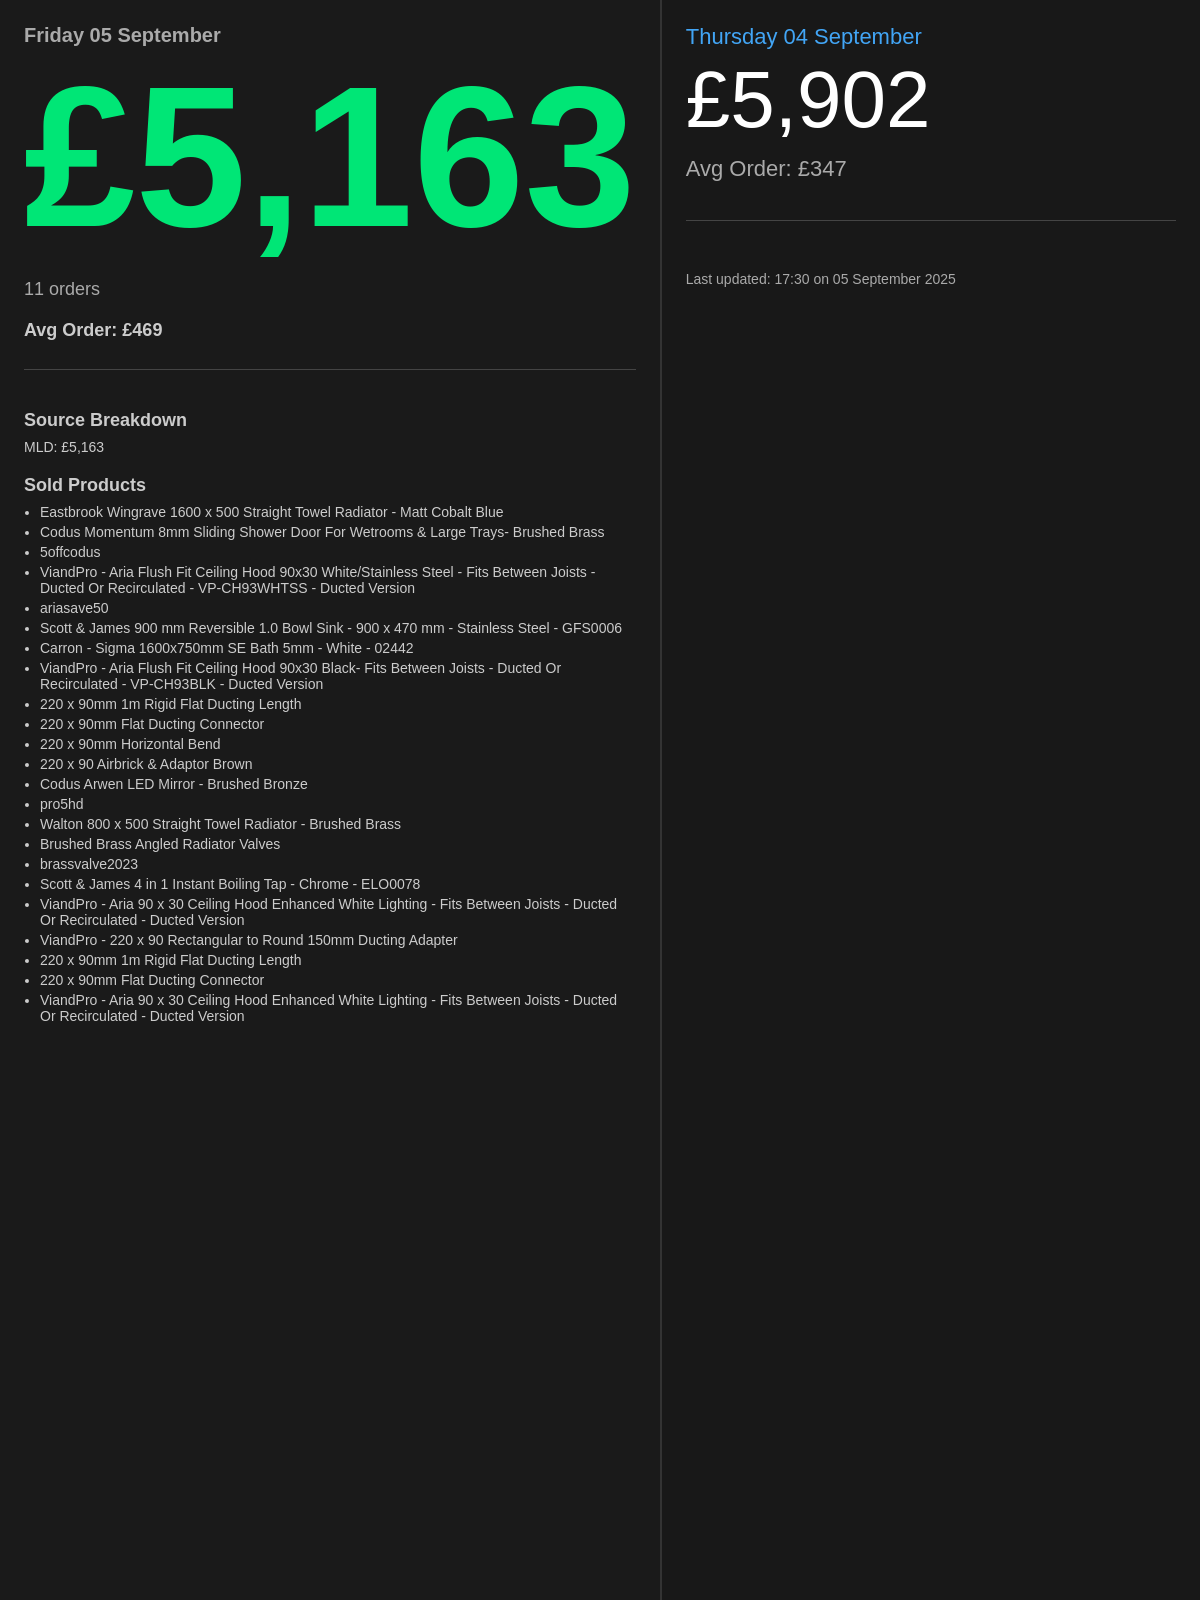 Friday 05 September
£5,163
11 orders
Avg Order: £469
Source Breakdown
MLD: £5,163
Sold Products
Eastbrook Wingrave 1600 x 500 Straight Towel Radiator - Matt Cobalt Blue
Codus Momentum 8mm Sliding Shower Door For Wetrooms & Large Trays- Brushed Brass
5offcodus
ViandPro - Aria Flush Fit Ceiling Hood 90x30 White/Stainless Steel - Fits Between Joists -
Ducted Or Recirculated - VP-CH93WHTSS - Ducted Version
ariasave50
Scott & James 900 mm Reversible 1.0 Bowl Sink - 900 x 470 mm - Stainless Steel - GFS0006
Carron - Sigma 1600x750mm SE Bath 5mm - White - 02442
ViandPro - Aria Flush Fit Ceiling Hood 90x30 Black- Fits Between Joists - Ducted Or
Recirculated - VP-CH93BLK - Ducted Version
220 x 90mm 1m Rigid Flat Ducting Length
220 x 90mm Flat Ducting Connector
220 x 90mm Horizontal Bend
220 x 90 Airbrick & Adaptor Brown
Codus Arwen LED Mirror - Brushed Bronze
pro5hd
Walton 800 x 500 Straight Towel Radiator - Brushed Brass
Brushed Brass Angled Radiator Valves
brassvalve2023
Scott & James 4 in 1 Instant Boiling Tap - Chrome - ELO0078
ViandPro - Aria 90 x 30 Ceiling Hood Enhanced White Lighting - Fits Between Joists - Ducted
Or Recirculated - Ducted Version
ViandPro - 220 x 90 Rectangular to Round 150mm Ducting Adapter
220 x 90mm 1m Rigid Flat Ducting Length
220 x 90mm Flat Ducting Connector
ViandPro - Aria 90 x 30 Ceiling Hood Enhanced White Lighting - Fits Between Joists - Ducted
Or Recirculated - Ducted Version
Thursday 04 September
£5,902
Avg Order: £347
Last updated: 17:30 on 05 September 2025